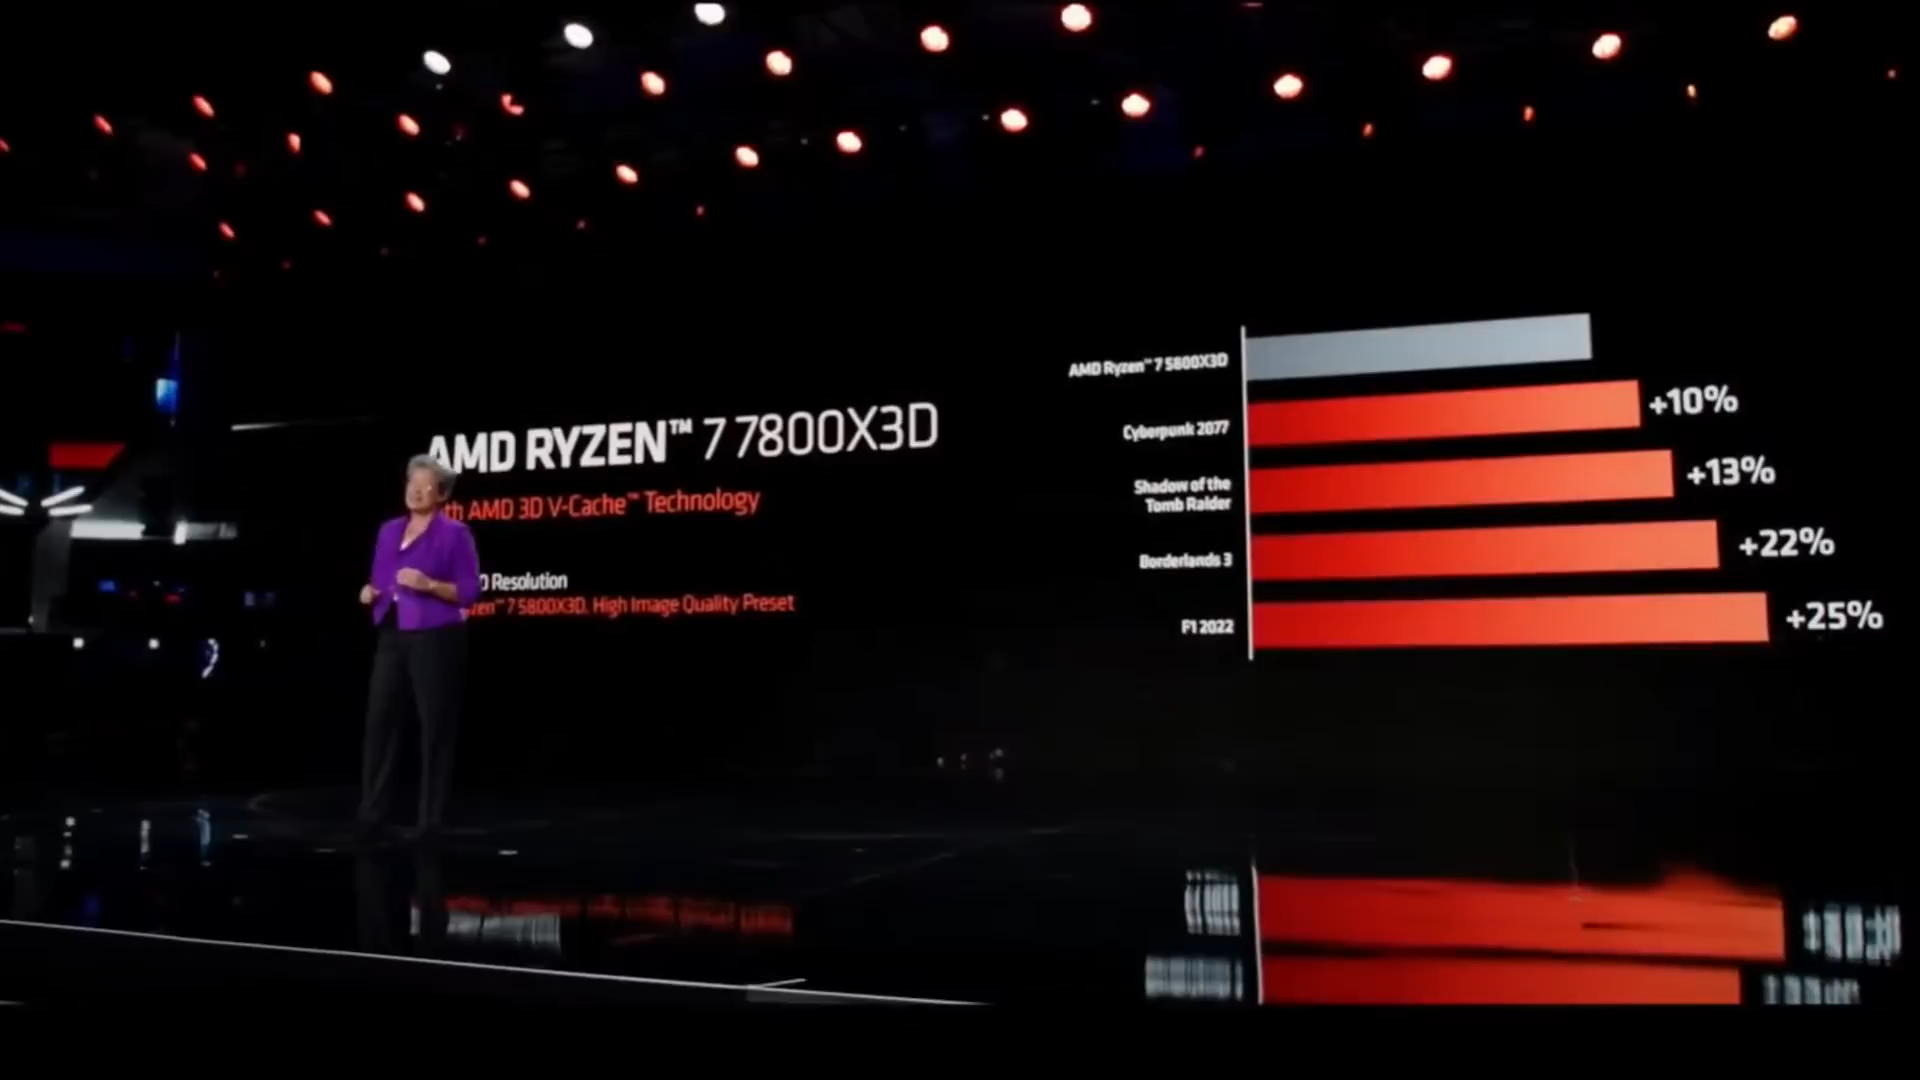 AMD RYZEN™ 7 7800X3D
AMD 3D V-Cache™ Technology
Resolution
7 5800X3D, High Image Quality Preset
AMD Ryzen™ 7 5800X3D
Cyberpunk 2077
+10%
Shadow of the
Tomb Raider
+13%
Borderlands 3
+22%
F1 2022
+25%